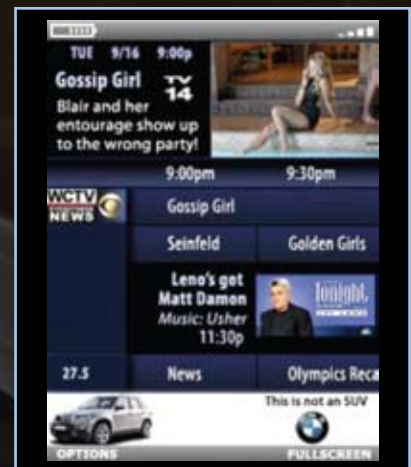 TUE 9/16 9:00p
Gossip Girl TV 14
Blair and her
entourage show up
to the wrong party!
9:00pm 9:30pm
WCTV
NEWS
Gossip Girl
Seinfeld Golden Girls
Leno's got
Matt Damon
Music: Usher
11:30p
Tonight
27.5 News Olympics Reca
This is not an SUV
BMW
OPTIONS FULLSCREEN